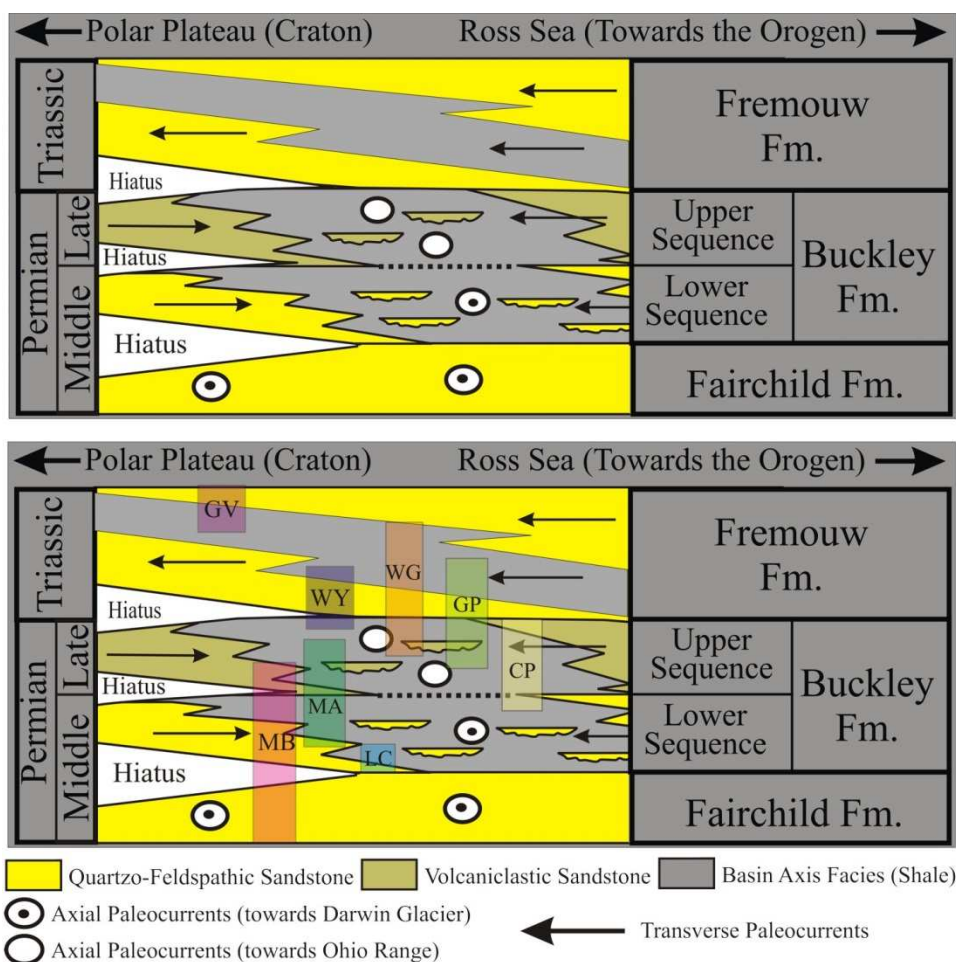 Polar Plateau (Craton) Ross Sea (Towards the Orogen)
Triassic
Hiatus
Fremouw
Fm.
Permian
Late
Hiatus
Middle
Hiatus
Upper
Sequence
Lower
Sequence
Buckley
Fm.
Fairchild Fm.
Polar Plateau (Craton) Ross Sea (Towards the Orogen)
Triassic
GV
WY
WG
GP
Hiatus
Fremouw
Fm.
Permian
Late
Hiatus
Middle
Hiatus
MB
MA
LC
CP
Upper
Sequence
Lower
Sequence
Buckley
Fm.
Fairchild Fm.
Quartzo-Feldspathic Sandstone Volcaniclastic Sandstone Basin Axis Facies (Shale)
Axial Paleocurrents (towards Darwin Glacier)
Axial Paleocurrents (towards Ohio Range)
Transverse Paleocurrents